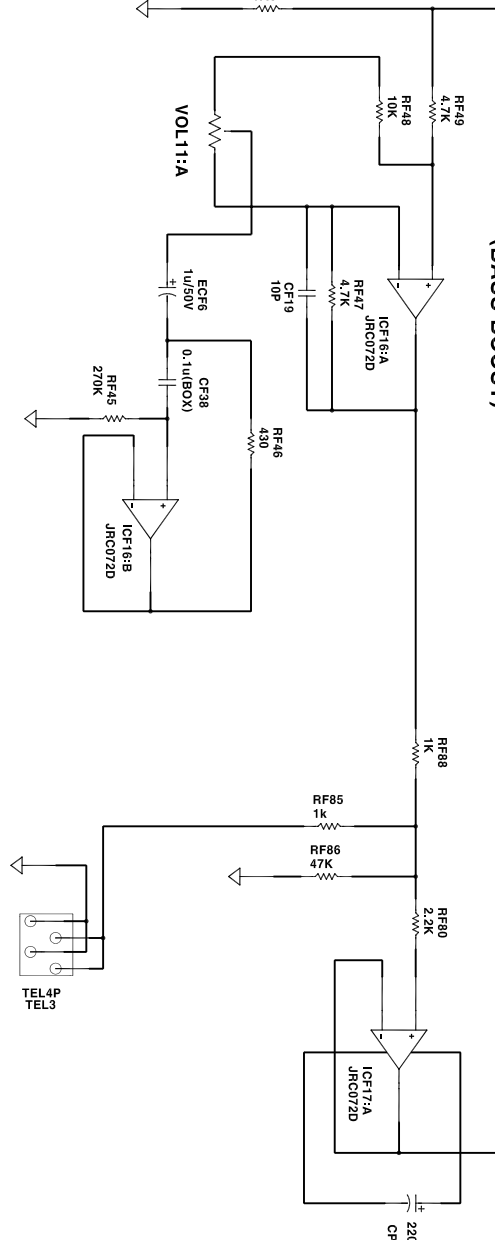 RF49
4.7K
RF48
10K
VOL11:A
RF47
4.7K
CF19
10P
ICF16:A
JRC072D
+
-
ECF6
1u/50V
+
CF38
0.1u(BOX)
RF45
270K
RF46
430
ICF16:B
JRC072D
+
-
RF88
1K
RF85
1k
RF86
47K
RF80
2.2K
TEL4P
TEL3
ICF17:A
JRC072D
+
-
+